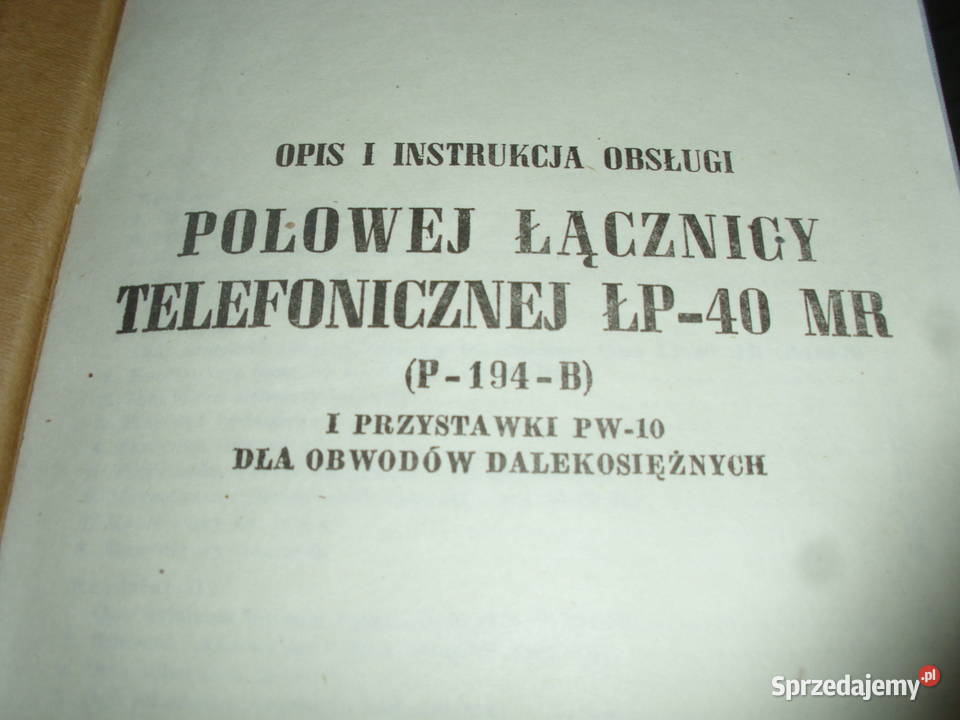 OPIS I INSTRUKCJA OBSŁUGI
POLOWEJ ŁĄCZNICY
TELEFONICZNEJ ŁP-40 MR
(P-194-B)
I PRZYSTAWKI PW-10
DLA OBWODÓW DALEKOSIĘŻNYCH
Sprzedajemy.pl